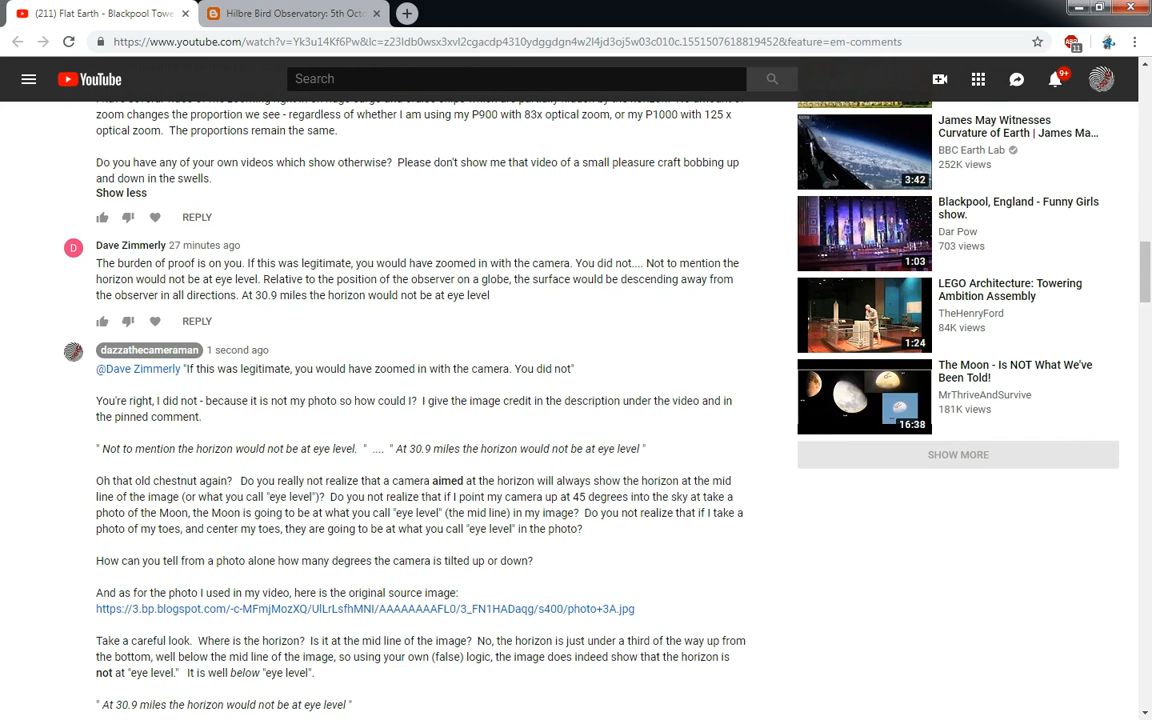 (211) Flat Earth - Blackpool Towe
Hilbre Bird Observatory: 5th Octo
https://www.youtube.com/watch?v=Yk3u14Kf6Pw&lc=z23ldb0wsx3xvl2cgacdp4310ydggdgn4w2l4jd3oj5w03c010c.1551507618819452&feature=em-comments
11
YouTube
Search
9+
zoom changes the proportion we see - regardless of whether I am using my P900 with 83x optical zoom, or my P1000 with 125 x
optical zoom. The proportions remain the same.
Do you have any of your own videos which show otherwise? Please don't show me that video of a small pleasure craft bobbing up
and down in the swells.
Show less
REPLY
D
Dave Zimmerly 27 minutes ago
The burden of proof is on you. If this was legitimate, you would have zoomed in with the camera. You did not.... Not to mention the
horizon would not be at eye level. Relative to the position of the observer on a globe, the surface would be descending away from
the observer in all directions. At 30.9 miles the horizon would not be at eye level
REPLY
dazzathecameraman 1 second ago
@Dave Zimmerly "If this was legitimate, you would have zoomed in with the camera. You did not"
You're right, I did not - because it is not my photo so how could I? I give the image credit in the description under the video and in
the pinned comment.
" Not to mention the horizon would not be at eye level. " .... " At 30.9 miles the horizon would not be at eye level "
Oh that old chestnut again? Do you really not realize that a camera aimed at the horizon will always show the horizon at the mid
line of the image (or what you call "eye level")? Do you not realize that if I point my camera up at 45 degrees into the sky at take a
photo of the Moon, the Moon is going to be at what you call "eye level" (the mid line) in my image? Do you not realize that if I take a
photo of my toes, and center my toes, they are going to be at what you call "eye level" in the photo?
How can you tell from a photo alone how many degrees the camera is tilted up or down?
And as for the photo I used in my video, here is the original source image:
https://3.bp.blogspot.com/-c-MFmjMozXQ/UlLrLsfhMNI/AAAAAAAAFL0/3_FN1HADaqg/s400/photo+3A.jpg
Take a careful look. Where is the horizon? Is it at the mid line of the image? No, the horizon is just under a third of the way up from
the bottom, well below the mid line of the image, so using your own (false) logic, the image does indeed show that the horizon is
not at "eye level." It is well below "eye level".
" At 30.9 miles the horizon would not be at eye level "
James May Witnesses
Curvature of Earth | James Ma...
BBC Earth Lab
252K views
3:42
Blackpool, England - Funny Girls
show.
Dar Pow
703 views
1:03
LEGO Architecture: Towering
Ambition Assembly
TheHenryFord
84K views
1:24
The Moon - Is NOT What We've
Been Told!
MrThriveAndSurvive
181K views
16:38
SHOW MORE